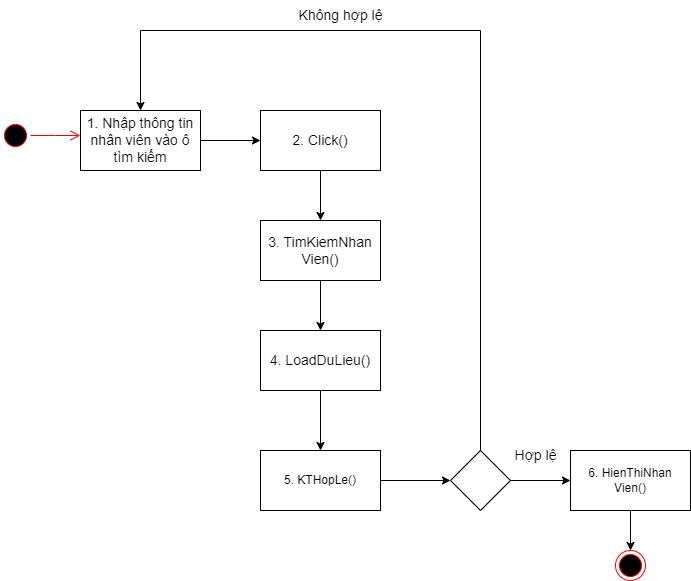 Không hợp lệ
1. Nhập thông tin
nhân viên vào ô
tìm kiếm
2. Click()
3. TimKiemNhan
Vien()
4. LoadDuLieu()
5. KTHopLe()
Hợp lệ
6. HienThiNhan
Vien()